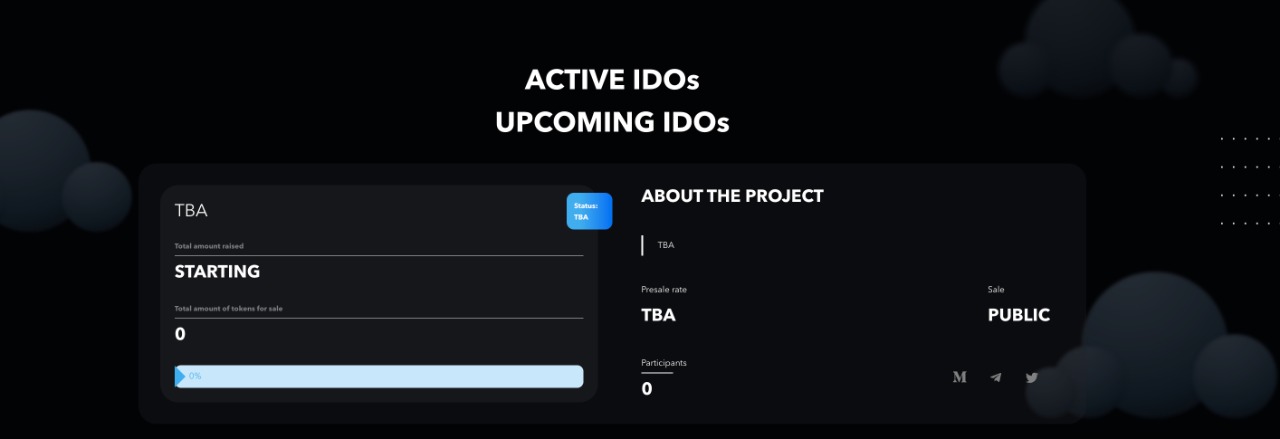 ACTIVE IDOs
UPCOMING IDOs
TBA
Status:
TBA
Total amount raised
STARTING
Total amount of tokens for sale
0
0%
ABOUT THE PROJECT
TBA
Presale rate
Sale
TBA
PUBLIC
Participants
0
M